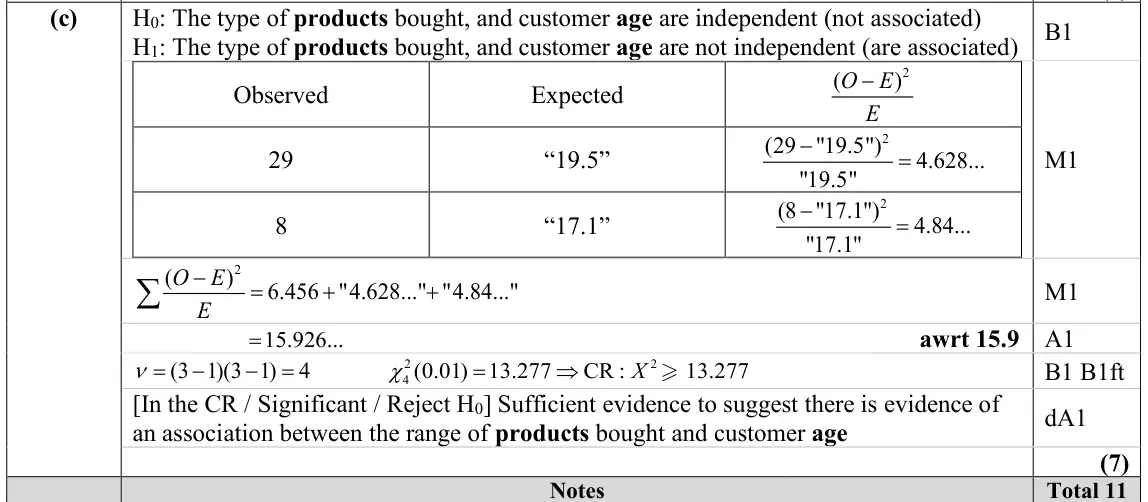 (c) H₀: The type of products bought, and customer age are independent (not associated)
H₁: The type of products bought, and customer age are not independent (are associated) B1
Observed Expected (O − E)² / E
29 “19.5” (29 − "19.5")² / "19.5" = 4.628... M1
8 “17.1” (8 − "17.1")² / "17.1" = 4.84...
∑ (O − E)² / E = 6.456 + "4.628..." + "4.84..." M1
= 15.926... awrt 15.9 A1
ν = (3 − 1)(3 − 1) = 4 χ₄²(0.01) = 13.277 ⇒ CR : X² ⩾ 13.277 B1 B1ft
[In the CR / Significant / Reject H₀] Sufficient evidence to suggest there is evidence of
an association between the range of products bought and customer age dA1
(7)
Notes Total 11